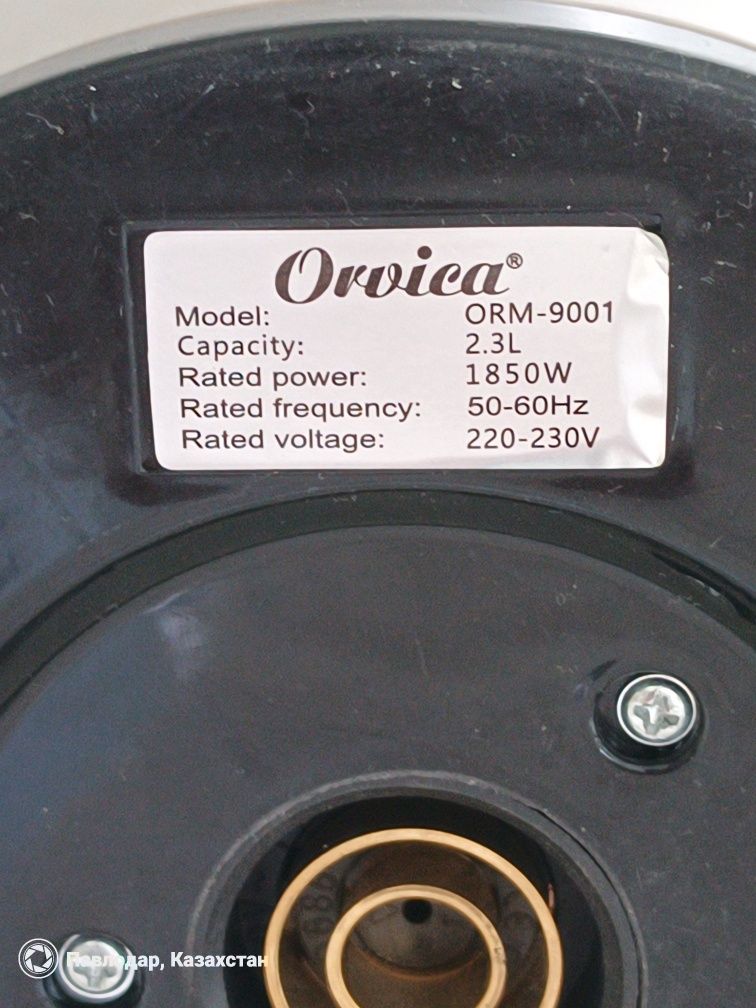 Orvica®
Model: ORM-9001
Capacity: 2.3L
Rated power: 1850W
Rated frequency: 50-60Hz
Rated voltage: 220-230V
Павлодар, Казахстан